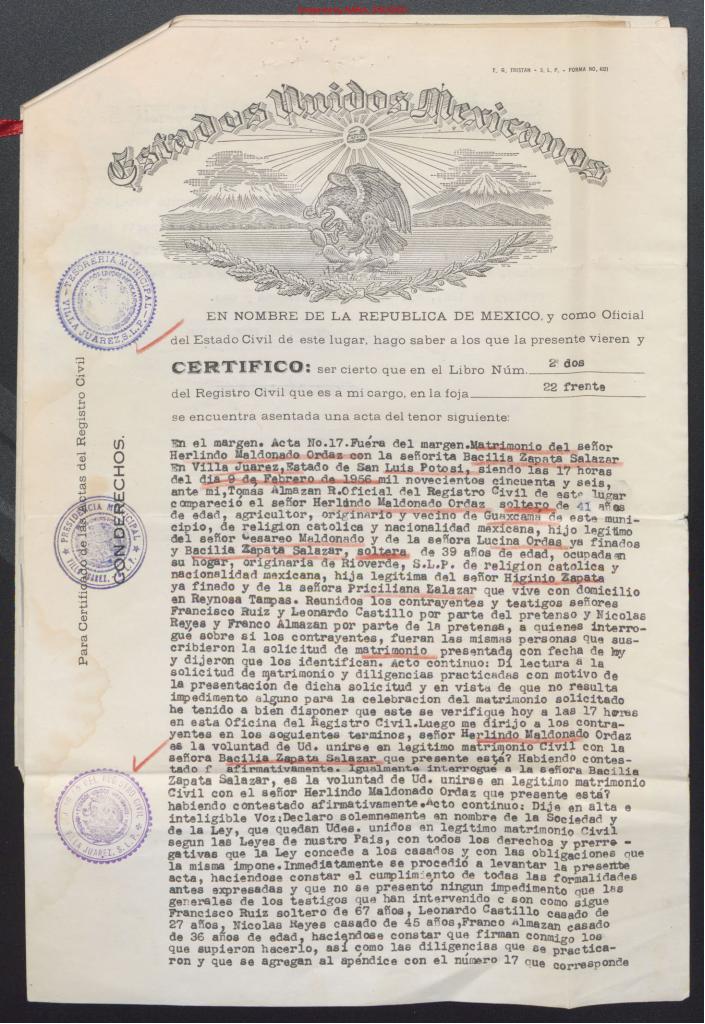 F. G. TRISTAN - S. L. P. - FORMA NO. 4021
Estados Unidos Mexicanos
EN NOMBRE DE LA REPUBLICA DE MEXICO, y como Oficial
del Estado Civil de este lugar, hago saber a los que la presente vieren y
CERTIFICO: ser cierto que en el Libro Núm. 2° dos
del Registro Civil que es a mi cargo, en la foja 22 frente
se encuentra asentada una acta del tenor siguiente:
En el margen. Acta No.17.Fuéra del margen.Matrimonio del señor
Herlindo Maldonado Ordaz con la señorita Bacilia Zapata Salazar
En Villa Juarez,Estado de San Luis Potosi, siendo las 17 horas
del dia 9 de Febrero de 1956 mil novecientos cincuenta y seis,
ante mi,Tomas Almazan R.Oficial del Registro Civil de este lugar
compareció el señor Herlindo Maldonado Ordaz soltero de 41 años
de edad, agricultor, originario y vecino de Guaxcama de este muni-
cipio, de religion catolica y nacionalidad mexicana, hijo legitimo
del señor Cesareo Maldonado y de la señora Lucina Ordas ya finados
y Bacilia Zapata Salazar, soltera de 39 años de edad, ocupada en
su hogar, originaria de Rioverde, S.L.P. de religion catolica y
nacionalidad mexicana, hija legitima del señor Higinio Zapata
ya finado y de la señora Priciliana Zalazar que vive con domicilio
en Reynosa Tampas. Reunidos los contrayentes y testigos señores
Francisco Ruiz y Leonardo Castillo por parte del pretenso y Nicolas
Reyes y Franco Almazan por parte de la pretensa, a quienes interro-
gué sobre si los contrayentes, fueran las mismas personas que sus-
cribieron la solicitud de matrimonio presentada con fecha de hoy
y dijeron que los identifican. Acto continuo: Di lectura a la
solicitud de matrimonio y diligencias practicadas con motivo de
la presentacion de dicha solicitud y en vista de que no resulta
impedimento alguno para la celebracion del matrimonio solicitado
he tenido a bien disponer que este se verifique hoy a las 17 horas
en esta Oficina del Registro Civil.Luego me dirijo a los contra-
yentes en los soguientes terminos, señor Herlindo Maldonado Ordaz
es la voluntad de Ud. unirse en legitimo matrimonio Civil con la
señora Bacilia Zapata Salazar que presente está? Habiendo contes-
tado afirmativamente. Igualmente interrogué a la señora Bacilia
Zapata Salazar, es la voluntad de Ud. unirse en legitimo matrimonio
Civil con el señor Herlindo Maldonado Ordaz que presente está?
habiendo contestado afirmativamente.Acto continuo: Dije en alta e
inteligible Voz:Declaro solemnemente en nombre de la Sociedad y
de la Ley, que quedan Udes. unidos en legitimo matrimonio Civil
segun las Leyes de nustro Pais, con todos los derechos y prerre -
gativas que la Ley concede a los casados y con las obligaciones que
la misma impone.Inmediatamente se procedió a levantar la presente
acta, haciendose constar el cumplimiento de todas las formalidades
antes expresadas y que no se presentó ningun impedimento que las
generales de los testigos que han intervenido c son como sigue
Francisco Ruiz soltero de 67 años, Leonardo Castillo casado de
27 años, Nicolas Reyes casado de 45 años,Franco Almazan casado
de 36 años de edad, haciendose constar que firman conmigo los
que supieron hacerlo, así como las diligencias que se practica-
ron y que se agregan al apéndice con el número 17 que corresponde
Para Certificado de las Actas del Registro Civil
CON DERECHOS.
TESORERIA MUNICIPAL
VILLA JUAREZ, S.L.P.
PRESIDENCIA MUNICIPAL
VILLA JUAREZ, S.L.P.
VILLA JUAREZ, S.L.P.